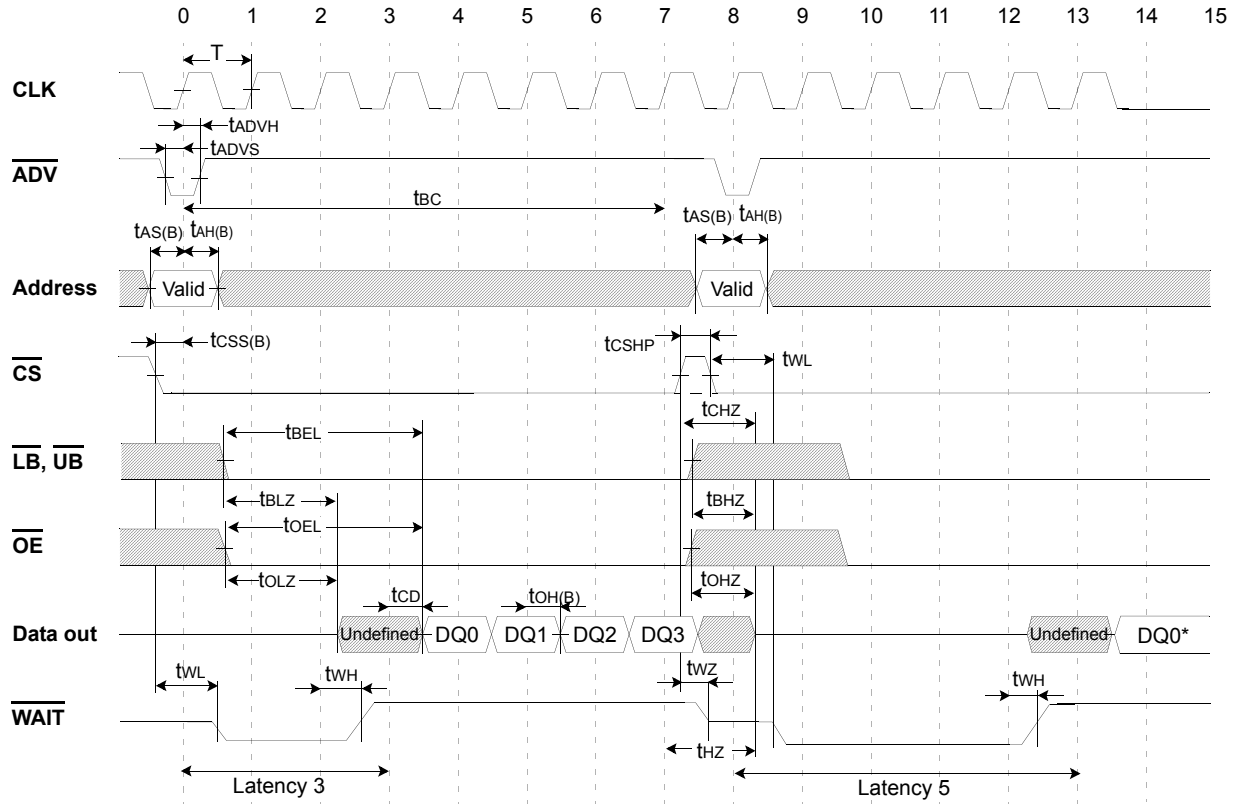 0 1 2 3 4 5 6 7 8 9 10 11 12 13 14 15
T
CLK
tADVH
tADVS
ADV
tBC
tAS(B) tAH(B) tAS(B) tAH(B)
Address Valid Valid
tCSS(B) tCSHP
CS tWL
tCHZ
tBEL
LB, UB
tBLZ tBHZ
tOEL
OE
tOLZ tOHZ
tCD tOH(B)
Data out Undefined DQ0 DQ1 DQ2 DQ3 Undefined DQ0*
tWL tWH tWZ tWH
WAIT
tHZ
Latency 3 Latency 5